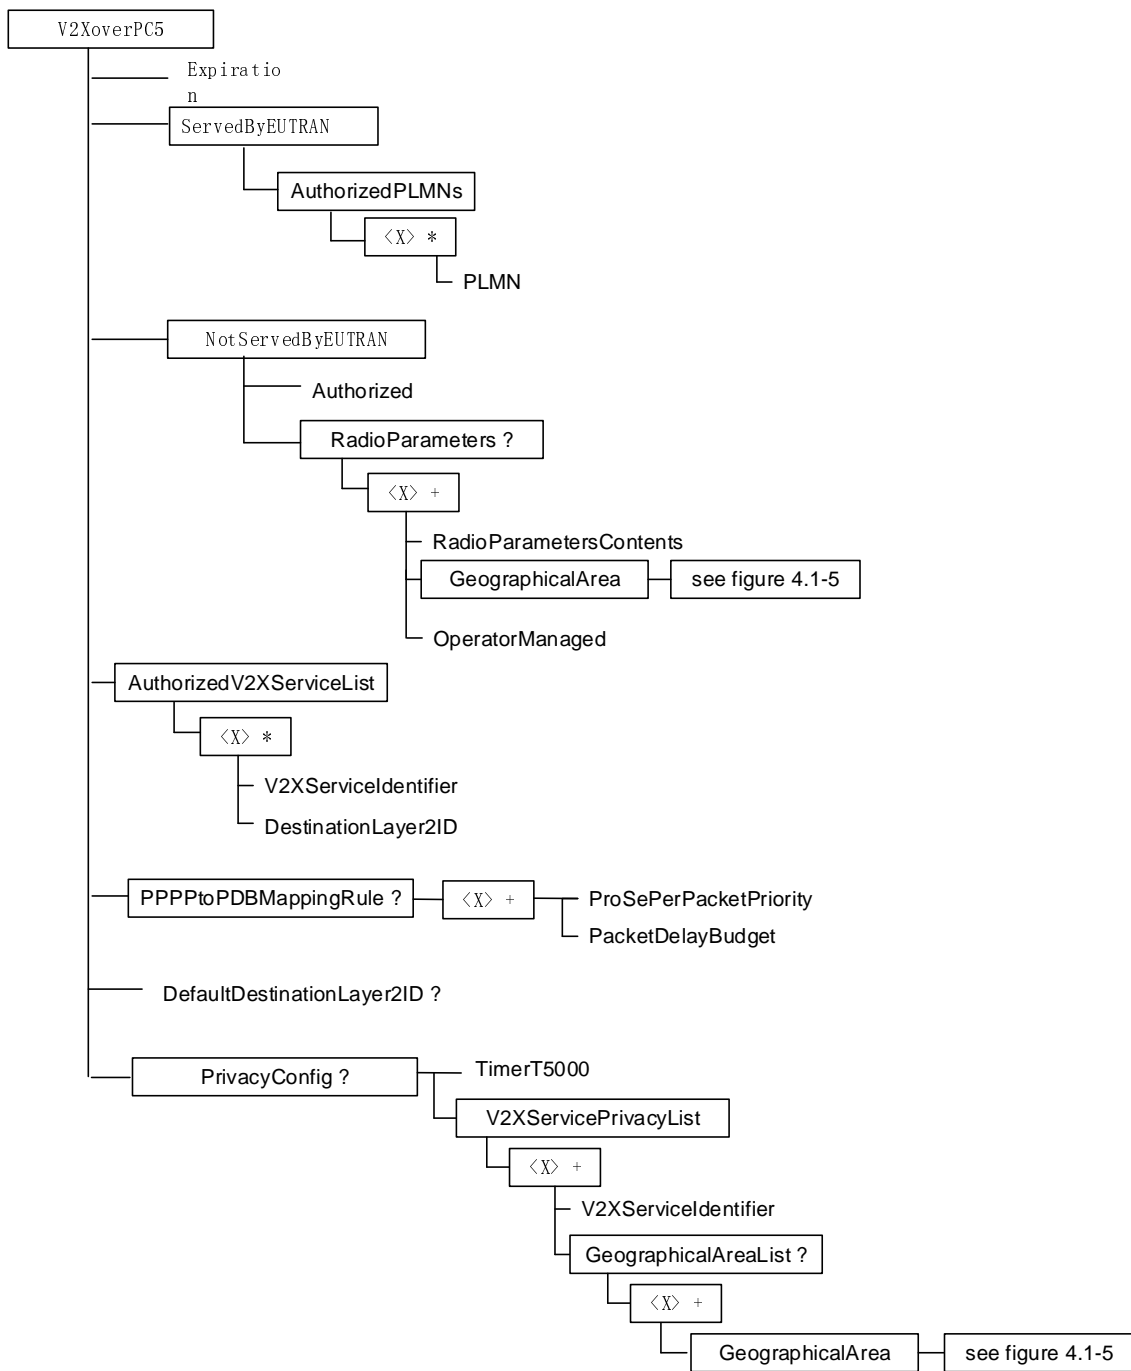 V2XoverPC5
Expiratio
n
ServedByEUTRAN
AuthorizedPLMNs
<X> *
PLMN
NotServedByEUTRAN
Authorized
RadioParameters ?
<X> +
RadioParametersContents
GeographicalArea
see figure 4.1-5
OperatorManaged
AuthorizedV2XServiceList
<X> *
V2XServiceIdentifier
DestinationLayer2ID
PPPPtoPDBMappingRule ?
<X> +
ProSePerPacketPriority
PacketDelayBudget
DefaultDestinationLayer2ID ?
PrivacyConfig ?
TimerT5000
V2XServicePrivacyList
<X> +
V2XServiceIdentifier
GeographicalAreaList ?
<X> +
GeographicalArea
see figure 4.1-5